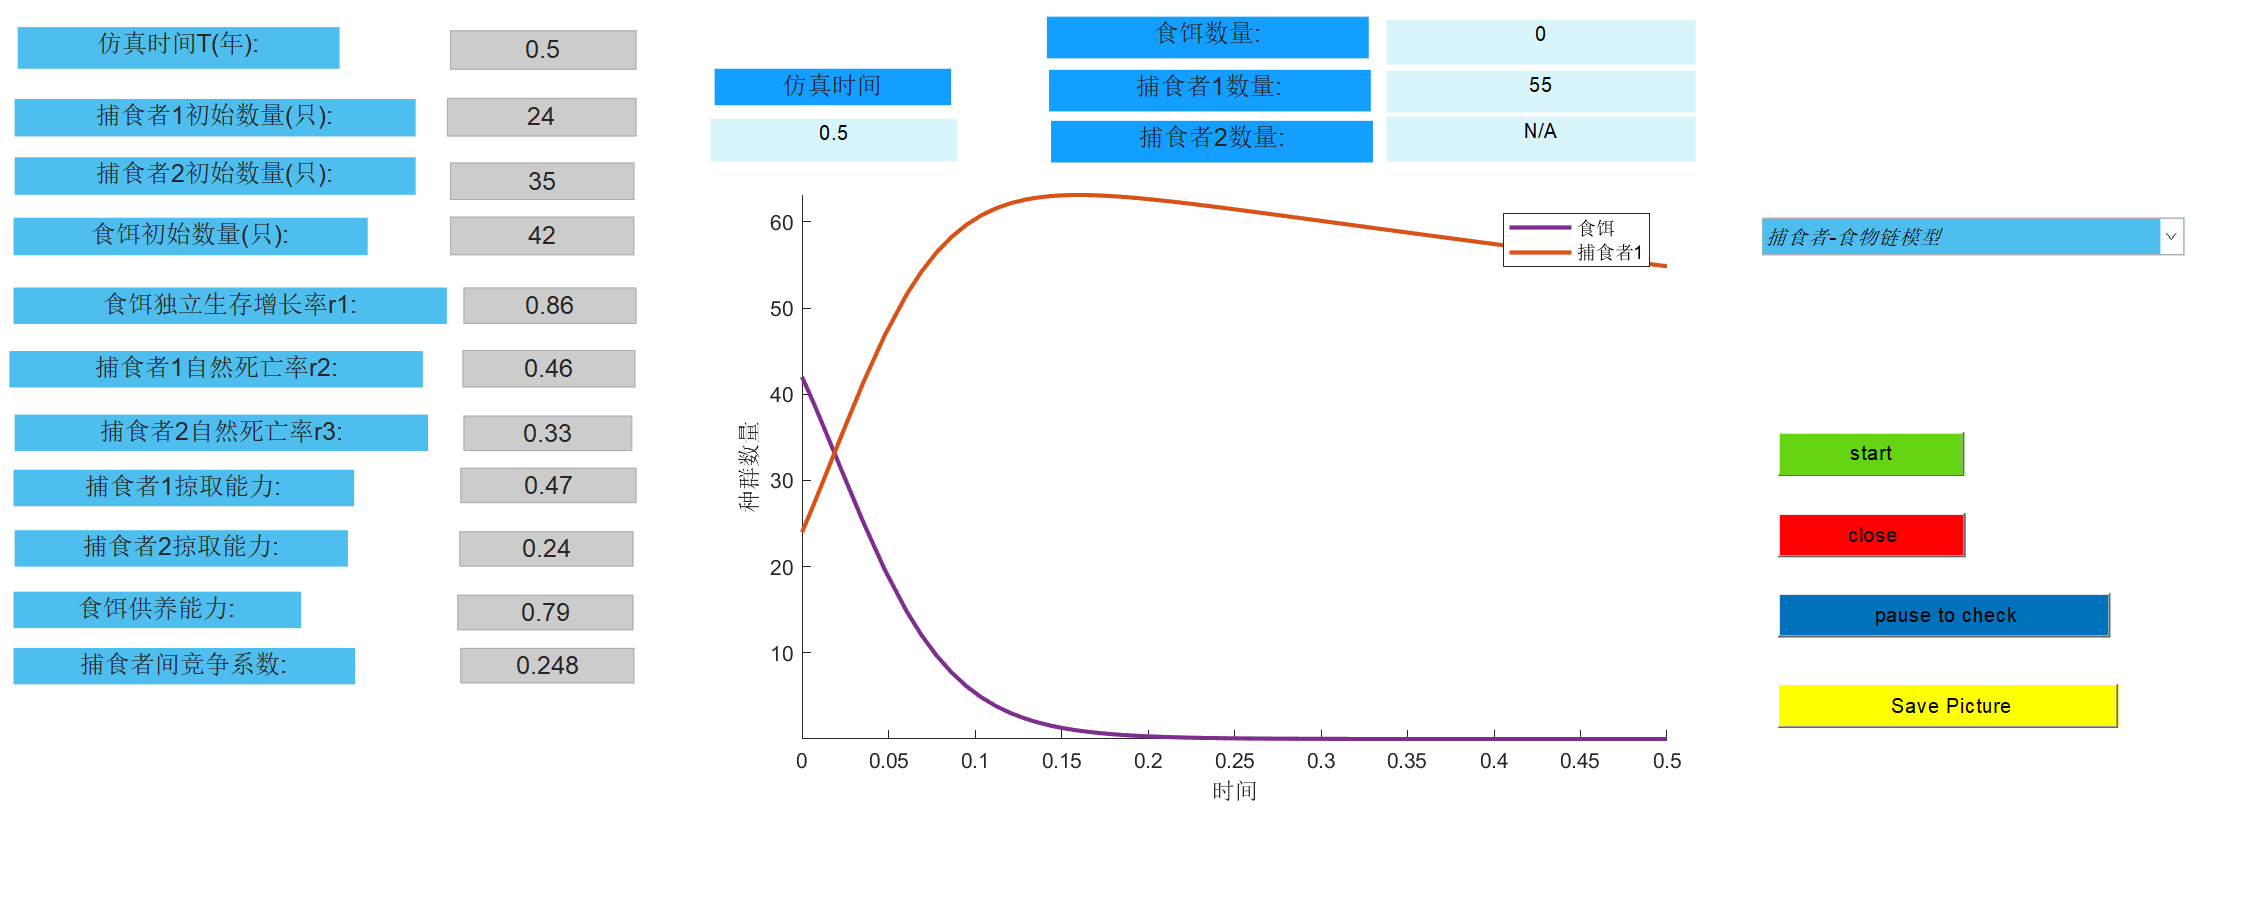 仿真时间T(年):
0.5
捕食者1初始数量(只):
24
捕食者2初始数量(只):
35
食饵初始数量(只):
42
食饵独立生存增长率r1:
0.86
捕食者1自然死亡率r2:
0.46
捕食者2自然死亡率r3:
0.33
捕食者1掠取能力:
0.47
捕食者2掠取能力:
0.24
食饵供养能力:
0.79
捕食者间竞争系数:
0.248
仿真时间
0.5
食饵数量:
0
捕食者1数量:
55
捕食者2数量:
N/A
种群数量
60
50
40
30
20
10
0
0.05
0.1
0.15
0.2
0.25
0.3
0.35
0.4
0.45
0.5
时间
食饵
捕食者1
捕食者-食物链模型
start
close
pause to check
Save Picture